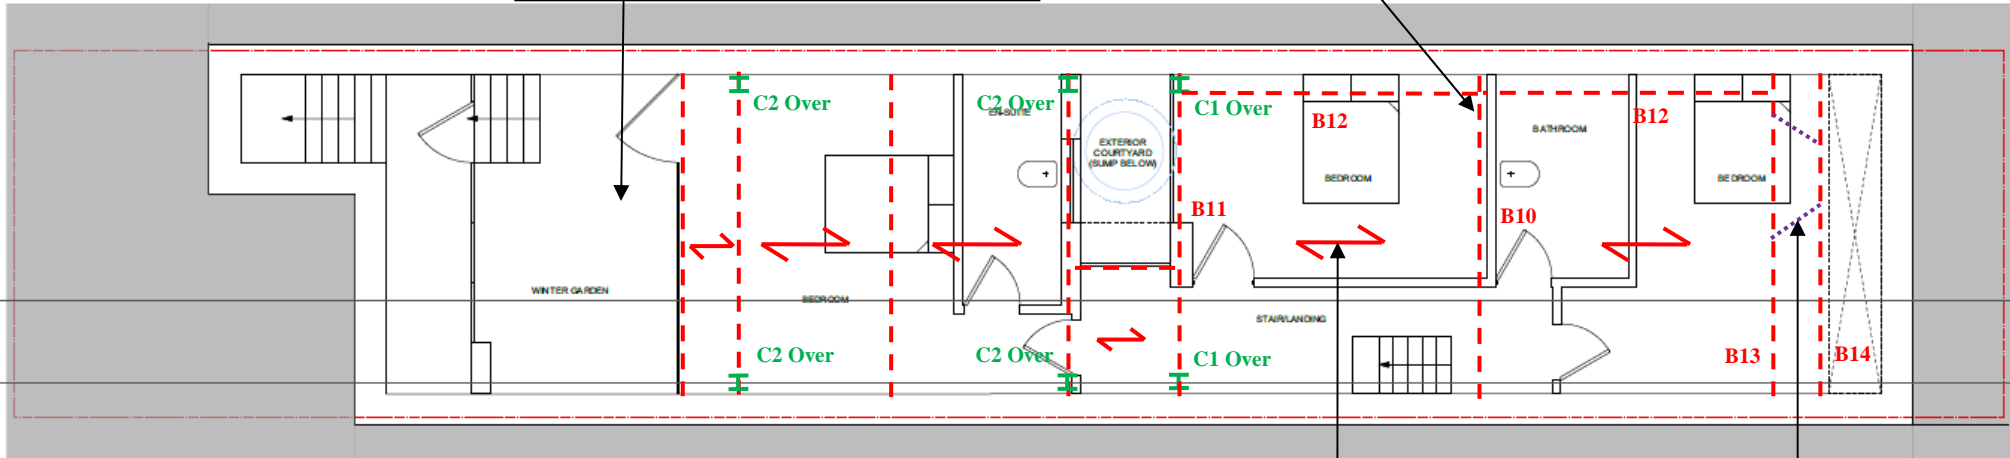 C2 Over
C2 Over
EN-SUITE
EXTERIOR
COURTYARD
(SUMP BELOW)
C1 Over
B12
BEDROOM
BATHROOM
B12
BEDROOM
B11
B10
WINTER GARDEN
BEDROOM
STAIR/LANDING
C2 Over
C2 Over
C1 Over
B13
B14